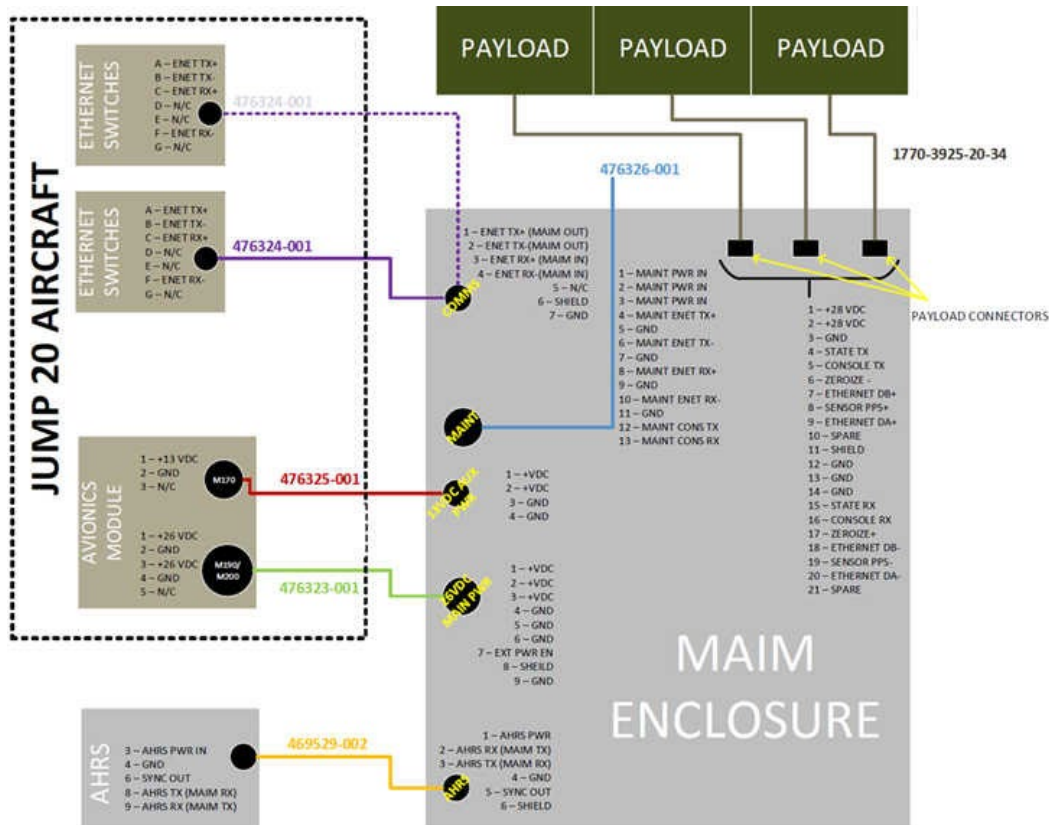 PAYLOAD
PAYLOAD
PAYLOAD
JUMP 20 AIRCRAFT
ETHERNET
SWITCHES
A – ENET TX+
B – ENET TX-
C – ENET RX+
D – N/C
E – N/C
F – ENET RX-
G – N/C
476324-001
ETHERNET
SWITCHES
A – ENET TX+
B – ENET TX-
C – ENET RX+
D – N/C
E – N/C
F – ENET RX-
G – N/C
476324-001
AVIONICS
MODULE
1 – +13 VDC
2 – GND
3 – N/C
M170
476325-001
1 – +26 VDC
2 – GND
3 – +26 VDC
4 – GND
5 – N/C
M190/
M200
476323-001
AHRS
3 – AHRS PWR IN
4 – GND
6 – SYNC OUT
8 – AHRS TX (MAIM RX)
9 – AHRS RX (MAIM TX)
469529-002
476326-001
1770-3925-20-34
COMMS
1 – ENET TX+ (MAIM OUT)
2 – ENET TX-(MAIM OUT)
3 – ENET RX+ (MAIM IN)
4 – ENET RX-(MAIM IN)
5 – N/C
6 – SHIELD
7 – GND
MAINT
1 – MAINT PWR IN
2 – MAINT PWR IN
3 – MAINT PWR IN
4 – MAINT ENET TX+
5 – GND
6 – MAINT ENET TX-
7 – GND
8 – MAINT ENET RX+
9 – GND
10 – MAINT ENET RX-
11 – GND
12 – MAINT CONS TX
13 – MAINT CONS RX
13VDC AUX
PWR
1 – +VDC
2 – +VDC
3 – GND
4 – GND
26VDC
MAIN PWR
1 – +VDC
2 – +VDC
3 – +VDC
4 – GND
5 – GND
6 – GND
7 – EXT PWR EN
8 – SHEILD
9 – GND
AHRS
1 – AHRS PWR
2 – AHRS RX (MAIM TX)
3 – AHRS TX (MAIM RX)
4 – GND
5 – SYNC OUT
6 – SHIELD
PAYLOAD CONNECTORS
1 – +28 VDC
2 – +28 VDC
3 – GND
4 – STATE TX
5 – CONSOLE TX
6 – ZEROIZE -
7 – ETHERNET DB+
8 – SENSOR PPS+
9 – ETHERNET DA+
10 – SPARE
11 – SHIELD
12 – GND
13 – GND
14 – GND
15 – STATE RX
16 – CONSOLE RX
17 – ZEROIZE+
18 – ETHERNET DB-
19 – SENSOR PPS-
20 – ETHERNET DA-
21 – SPARE
MAIM
ENCLOSURE